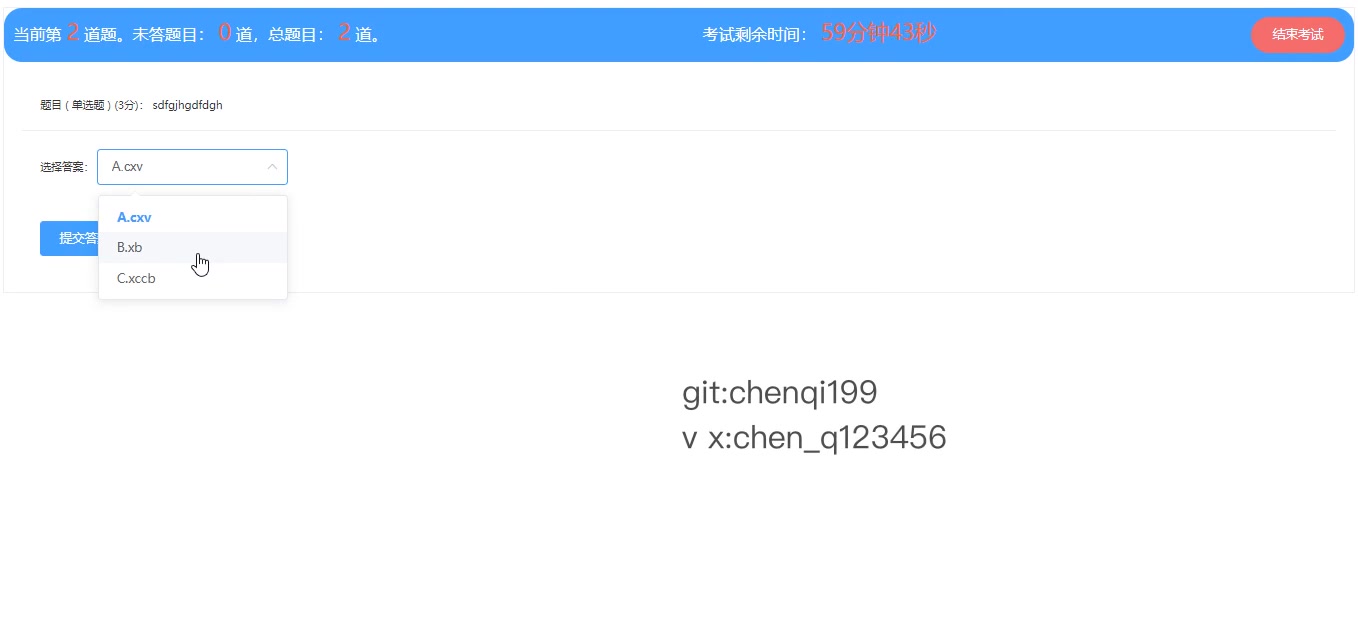 当前第 2 道题。未答题目： 0 道，总题目： 2 道。 考试剩余时间： 59分钟43秒 结束考试
题目 ( 单选题 ) (3分)： sdfgjhgdfdgh
选择答案: A.cxv
A.cxv
提交答
B.xb
C.xccb
git:chenqi199
v x:chen_q123456